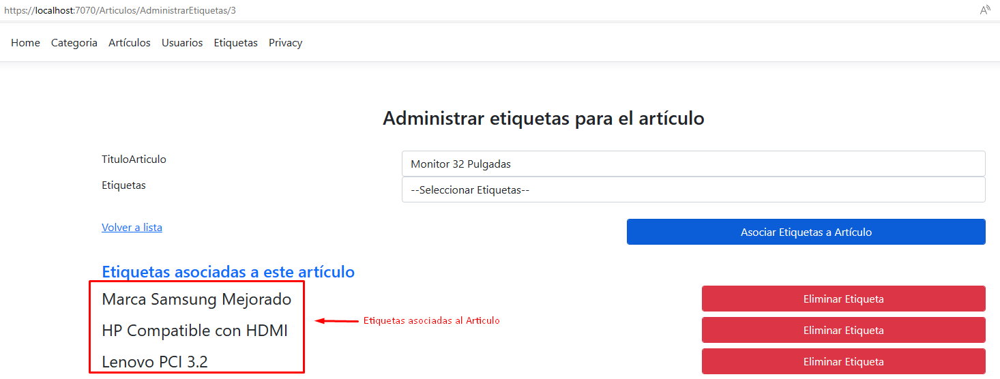 https://localhost:7070/Articulos/AdministrarEtiquetas/3
Home Categoria Artículos Usuarios Etiquetas Privacy
Administrar etiquetas para el artículo
TituloArticulo Monitor 32 Pulgadas
Etiquetas --Seleccionar Etiquetas--
Volver a lista Asociar Etiquetas a Artículo
Etiquetas asociadas a este artículo
Marca Samsung Mejorado Eliminar Etiqueta
HP Compatible con HDMI Etiquetas asociadas al Articulo Eliminar Etiqueta
Lenovo PCI 3.2 Eliminar Etiqueta